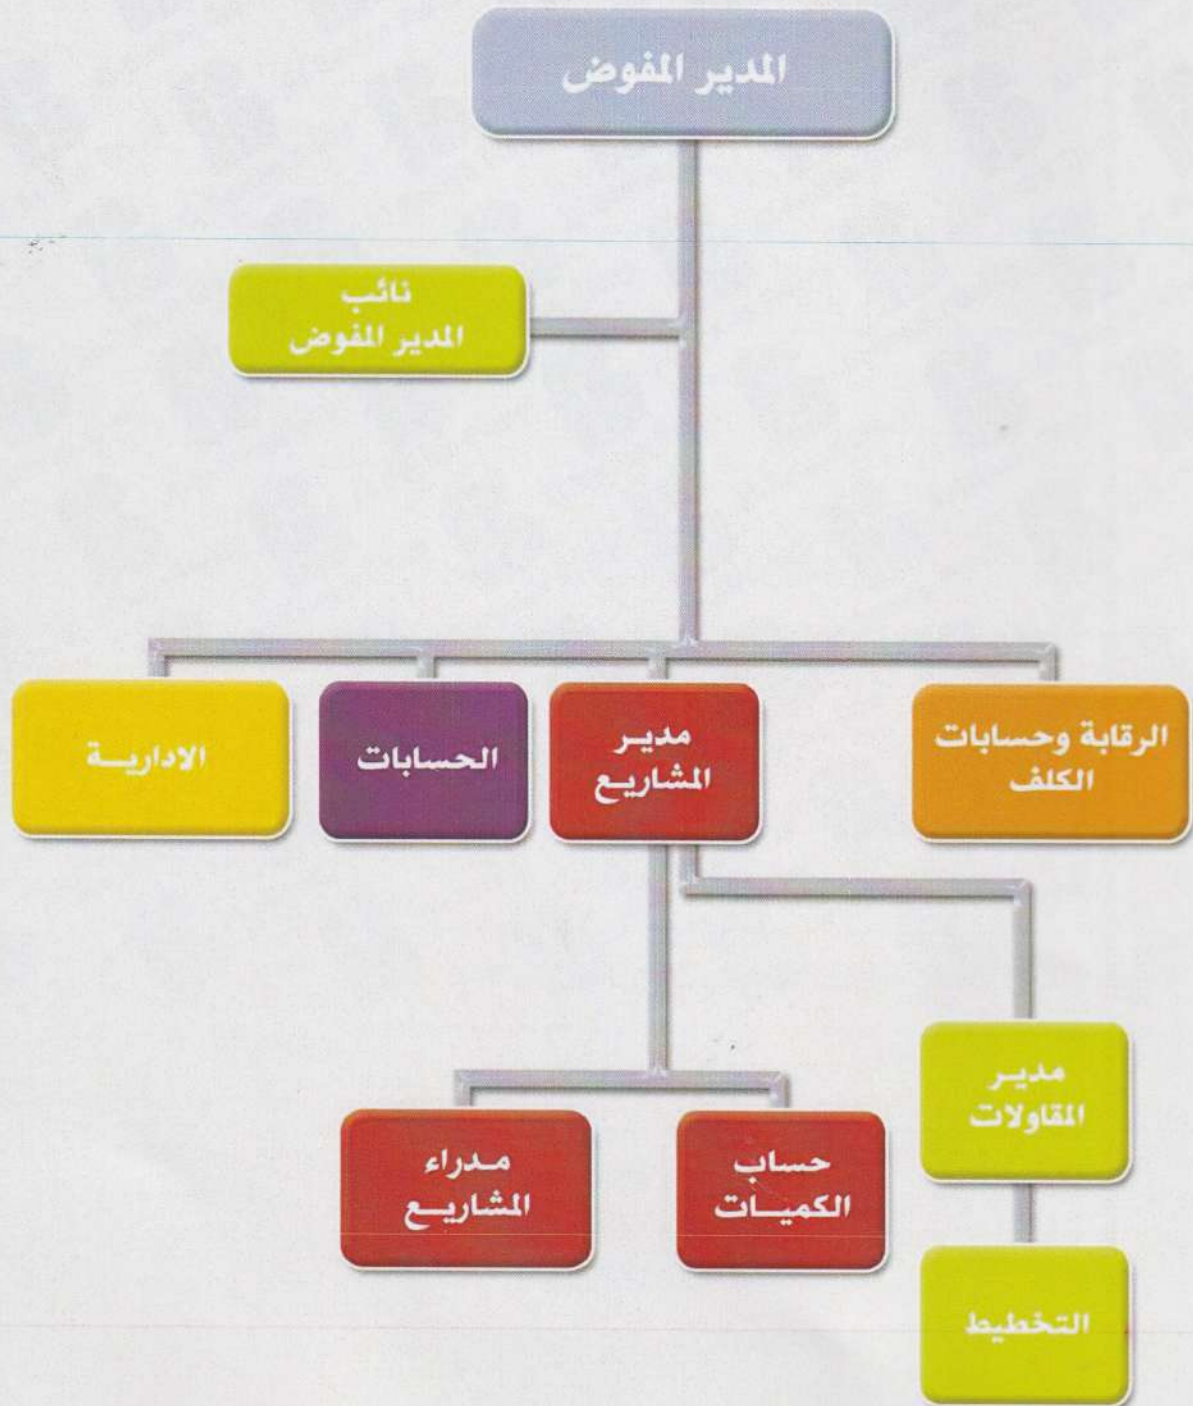 المدير المفوض
نائب
المدير المفوض
الرقابة وحسابات
الكلف
مدير
المشاريع
الحسابات
الادارية
مدير
المقاولات
حساب
الكميات
مدراء
المشاريع
التخطيط